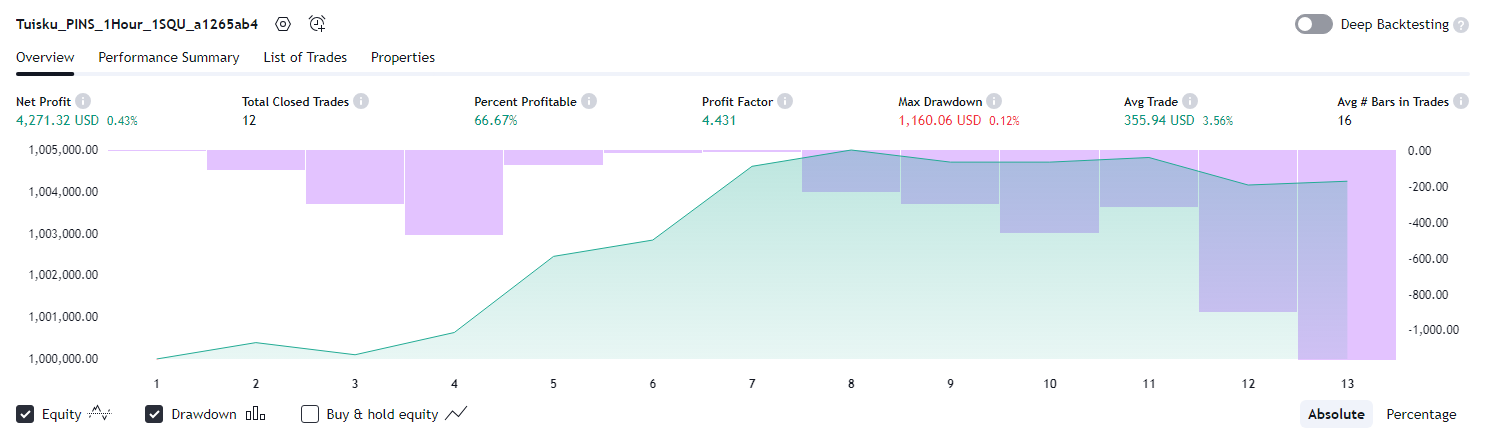 Tuisku_PINS_1Hour_1SQU_a1265ab4 Deep Backtesting ?
Overview Performance Summary List of Trades Properties
Net Profit i Total Closed Trades i Percent Profitable i Profit Factor i Max Drawdown i Avg Trade i Avg # Bars in Trades i
4,271.32 USD 0.43% 12 66.67% 4.431 1,160.06 USD 0.12% 355.94 USD 3.56% 16
1,005,000.00 0.00
1,004,000.00 -200.00
-400.00
1,003,000.00
-600.00
1,002,000.00
-800.00
1,001,000.00
-1,000.00
1,000,000.00
1 2 3 4 5 6 7 8 9 10 11 12 13
Equity Drawdown Buy & hold equity Absolute Percentage